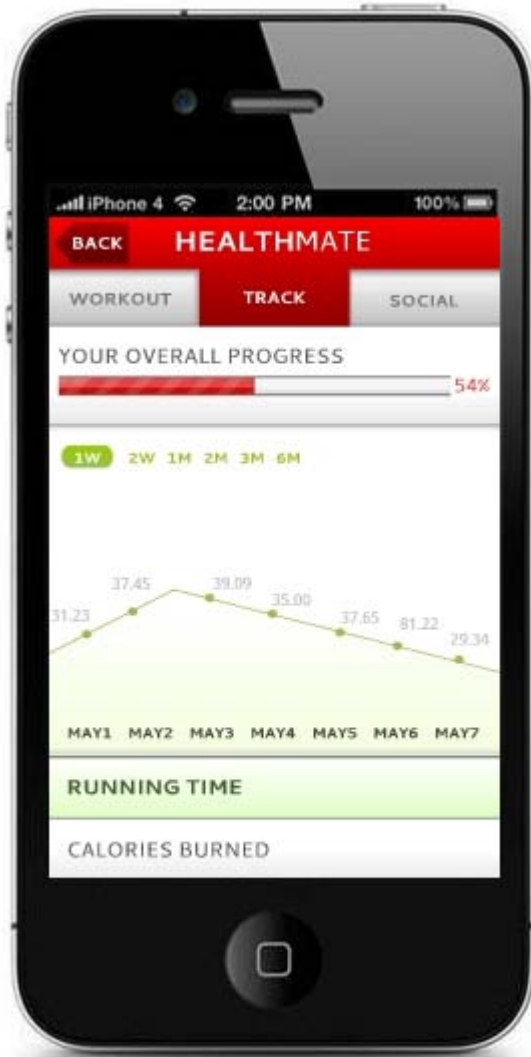 iPhone 4 2:00 PM 100%
BACK HEALTHMATE
WORKOUT TRACK SOCIAL
YOUR OVERALL PROGRESS
54%
1W 2W 1M 2M 3M 6M
31.23 37.45 39.09 35.00 37.65 81.22 29.34
MAY1 MAY2 MAY3 MAY4 MAY5 MAY6 MAY7
RUNNING TIME
CALORIES BURNED